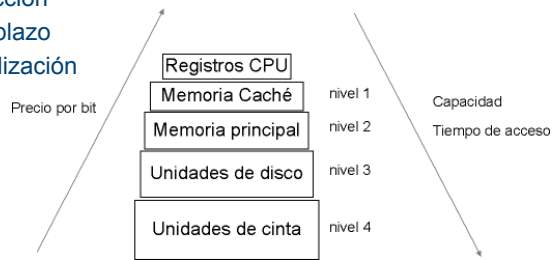 Registros CPU
Memoria Caché
nivel 1
Memoria principal
nivel 2
Unidades de disco
nivel 3
Unidades de cinta
nivel 4
Precio por bit
Capacidad
Tiempo de acceso